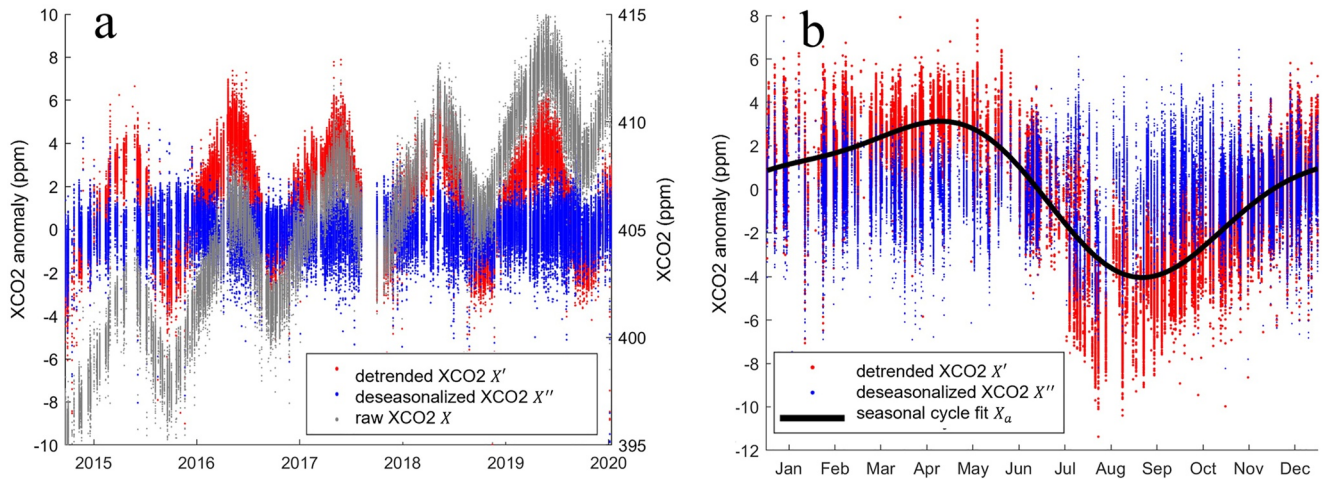 a
XCO2 anomaly (ppm)
10
8
6
4
2
0
-2
-4
-6
-8
-10
415
410
405
400
395
XCO2 (ppm)
2015 2016 2017 2018 2019 2020
detrended XCO2 X′
deseasonalized XCO2 X′′
raw XCO2 X
b
XCO2 anomaly (ppm)
8
6
4
2
0
-2
-4
-6
-8
-10
-12
Jan Feb Mar Apr May Jun Jul Aug Sep Oct Nov Dec
detrended XCO2 X′
deseasonalized XCO2 X′′
seasonal cycle fit Xₐ